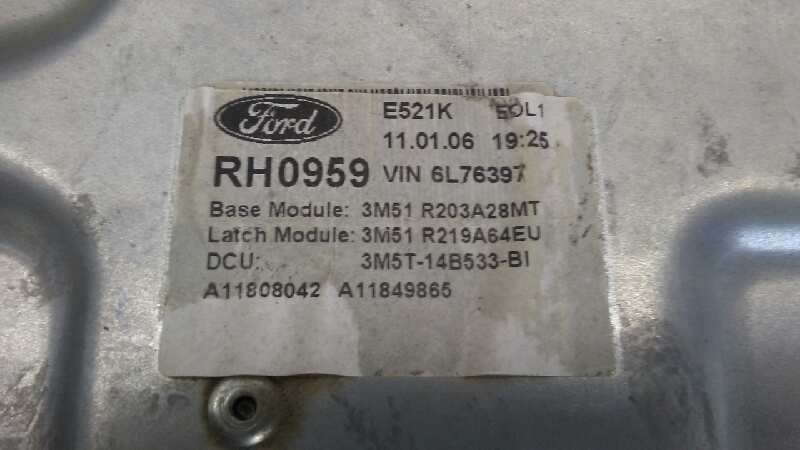 Ford
E521K EOL1
11.01.06 19:25
RH0959 VIN 6L76397
Base Module: 3M51 R203A28MT
Latch Module: 3M51 R219A64EU
DCU: 3M5T-14B533-BI
A11808042 A11849865